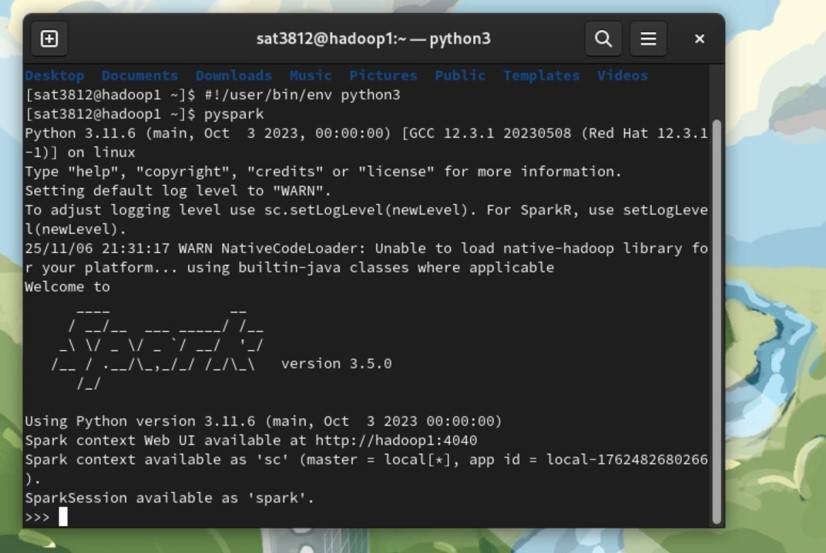 sat3812@hadoop1:~ — python3
Desktop  Documents  Downloads  Music  Pictures  Public  Templates  Videos
[sat3812@hadoop1 ~]$ #!/user/bin/env python3
[sat3812@hadoop1 ~]$ pyspark
Python 3.11.6 (main, Oct  3 2023, 00:00:00) [GCC 12.3.1 20230508 (Red Hat 12.3.1
-1)] on linux
Type "help", "copyright", "credits" or "license" for more information.
Setting default log level to "WARN".
To adjust logging level use sc.setLogLevel(newLevel). For SparkR, use setLogLeve
l(newLevel).
25/11/06 21:31:17 WARN NativeCodeLoader: Unable to load native-hadoop library fo
r your platform... using builtin-java classes where applicable
Welcome to
      ____              __
     / __/__  ___ _____/ /__
    _\ \/ _ \/ _ `/ __/  '_/
   /__ / .__/\_,_/_/ /_/\_\   version 3.5.0
      /_/
Using Python version 3.11.6 (main, Oct  3 2023 00:00:00)
Spark context Web UI available at http://hadoop1:4040
Spark context available as 'sc' (master = local[*], app id = local-1762482680266
).
SparkSession available as 'spark'.
>>>